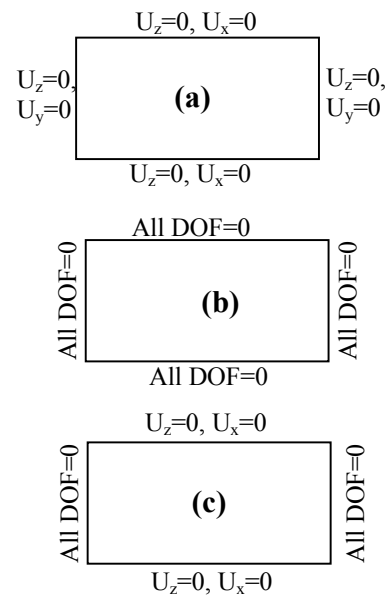 U_z=0, U_x=0
U_z=0,
U_y=0
(a)
U_z=0,
U_y=0
U_z=0, U_x=0
All DOF=0
All DOF=0
(b)
All DOF=0
All DOF=0
U_z=0, U_x=0
All DOF=0
(c)
All DOF=0
U_z=0, U_x=0